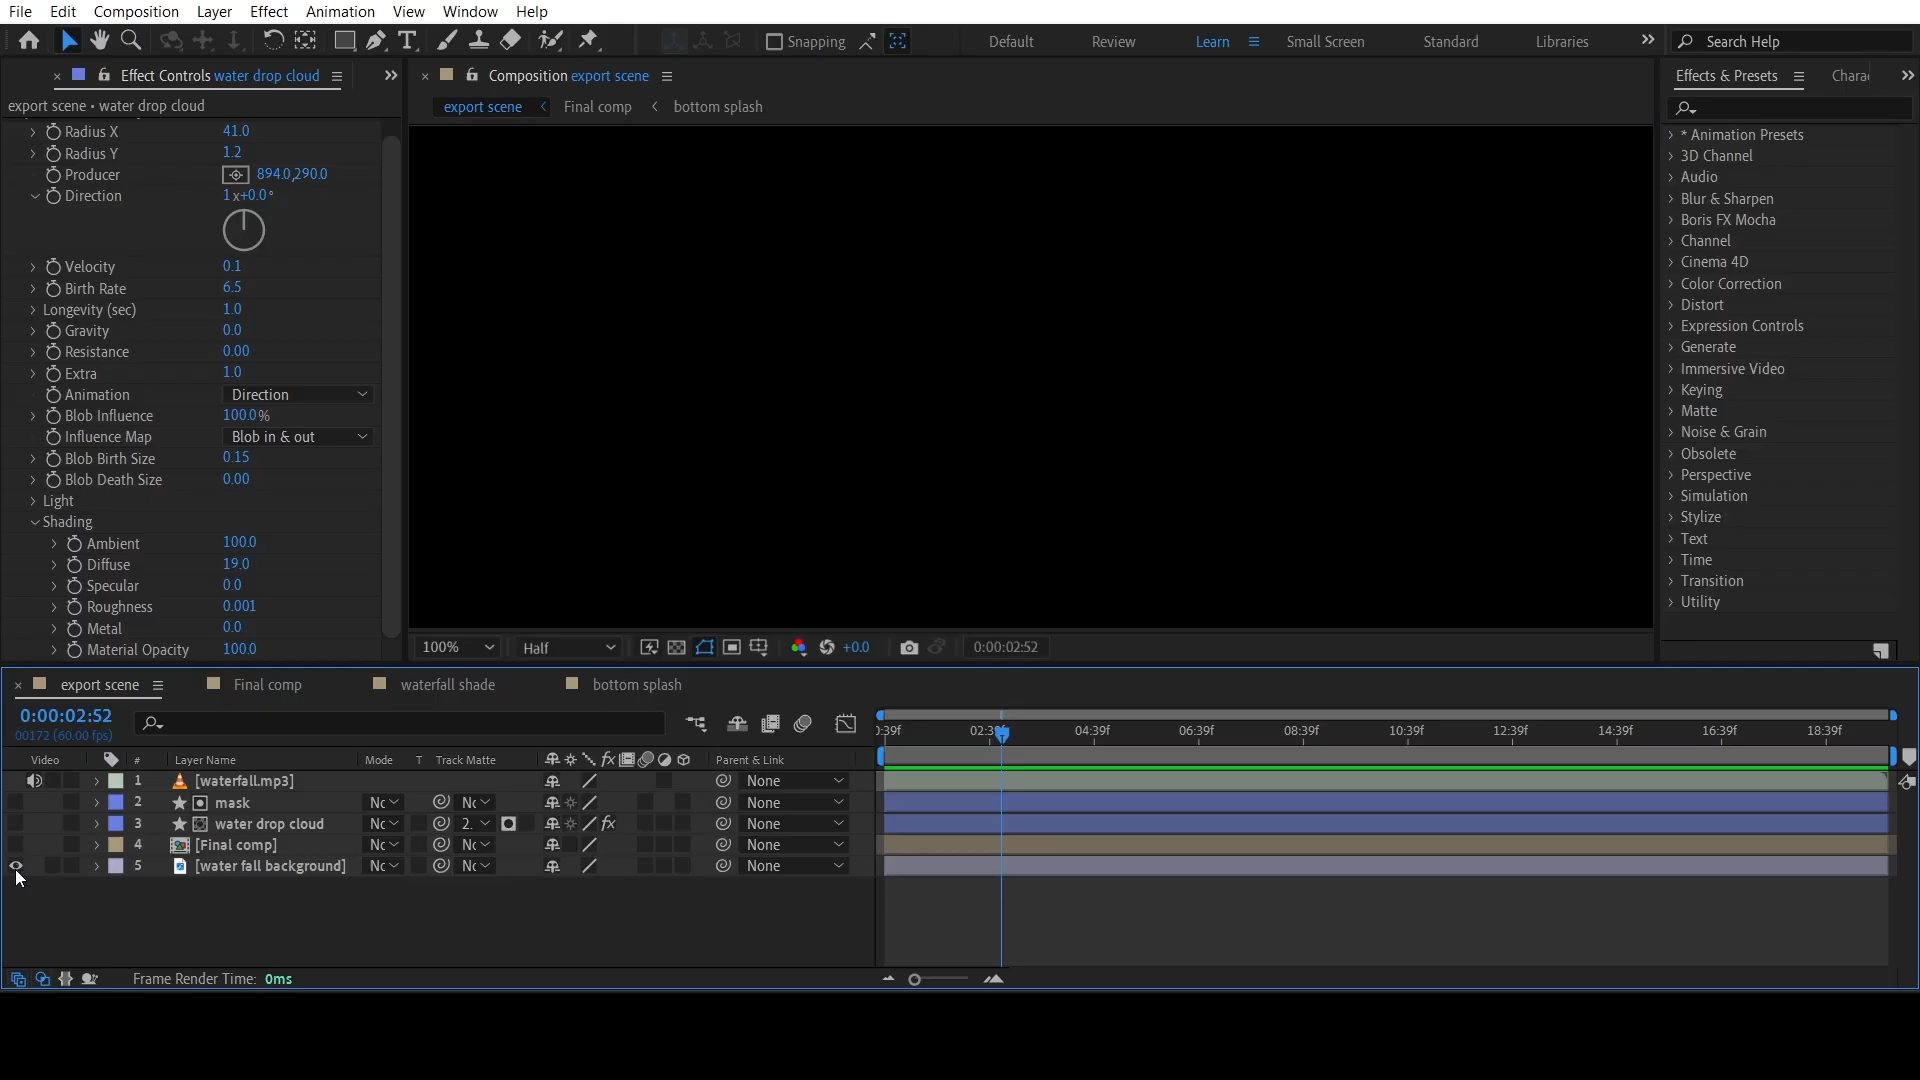 File Edit Composition Layer Effect Animation View Window Help
Snapping Default Review Learn Small Screen Standard Libraries Search Help
Effect Controls water drop cloud
Composition export scene
Effects & Presets
export scene • water drop cloud
export scene Final comp bottom splash
Radius X 41.0
Radius Y 1.2
Producer 894.0,290.0
Direction 1x+0.0°
Velocity 0.1
Birth Rate 6.5
Longevity (sec) 1.0
Gravity 0.0
Resistance 0.00
Extra 1.0
Animation Direction
Blob Influence 100.0%
Influence Map Blob in & out
Blob Birth Size 0.15
Blob Death Size 0.00
Light
Shading
Ambient 100.0
Diffuse 19.0
Specular 0.0
Roughness 0.001
Metal 0.0
Material Opacity 100.0
* Animation Presets
3D Channel
Audio
Blur & Sharpen
Boris FX Mocha
Channel
Cinema 4D
Color Correction
Distort
Expression Controls
Generate
Immersive Video
Keying
Matte
Noise & Grain
Obsolete
Perspective
Simulation
Stylize
Text
Time
Transition
Utility
100% Half +0.0 0:00:02:52
export scene Final comp waterfall shade bottom splash
0:00:02:52
00172 (60.00 fps)
04:39f 06:39f 08:39f 10:39f 12:39f 14:39f 16:39f 18:39f
Video # Layer Name Mode T Track Matte fx Parent & Link
1 [waterfall.mp3] None
2 mask None
3 water drop cloud 2. fx None
4 [Final comp] None
5 [water fall background] None
Frame Render Time: 0ms